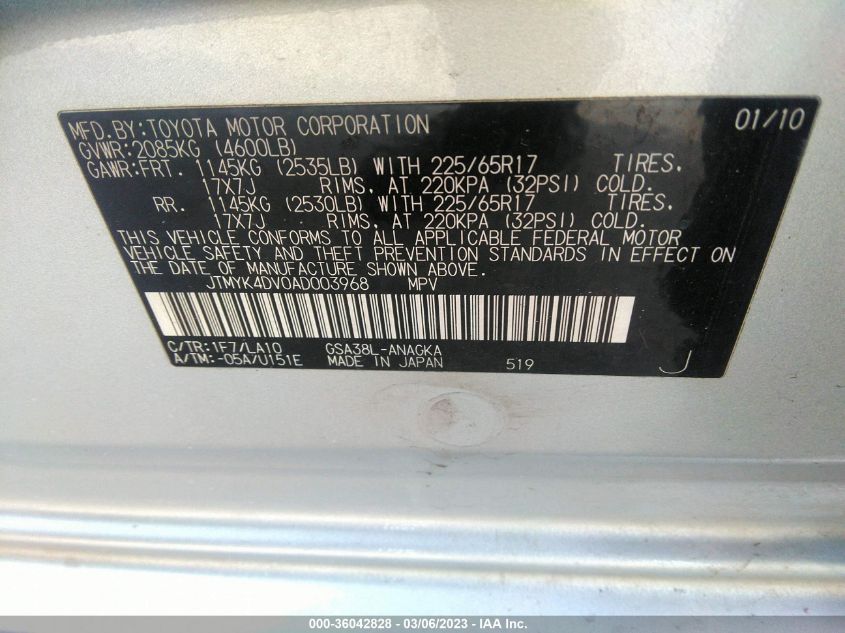 MFD.BY:TOYOTA MOTOR CORPORATION 01/10
GVWR:2085KG (4600LB)
GAWR:FRT. 1145KG (2535LB) WITH 225/65R17 TIRES,
17X7J RIMS, AT 220KPA (32PSI) COLD.
RR. 1145KG (2530LB) WITH 225/65R17 TIRES,
17X7J RIMS, AT 220KPA (32PSI) COLD.
THIS VEHICLE CONFORMS TO ALL APPLICABLE FEDERAL MOTOR
VEHICLE SAFETY AND THEFT PREVENTION STANDARDS IN EFFECT ON
THE DATE OF MANUFACTURE SHOWN ABOVE.
JTMYK4DV0AD003968 MPV
C/TR:1F7/LA10 GSA38L-ANAGKA
A/TM:-05A/U151E MADE IN JAPAN 519 J
000-36042828 - 03/06/2023 - IAA Inc.